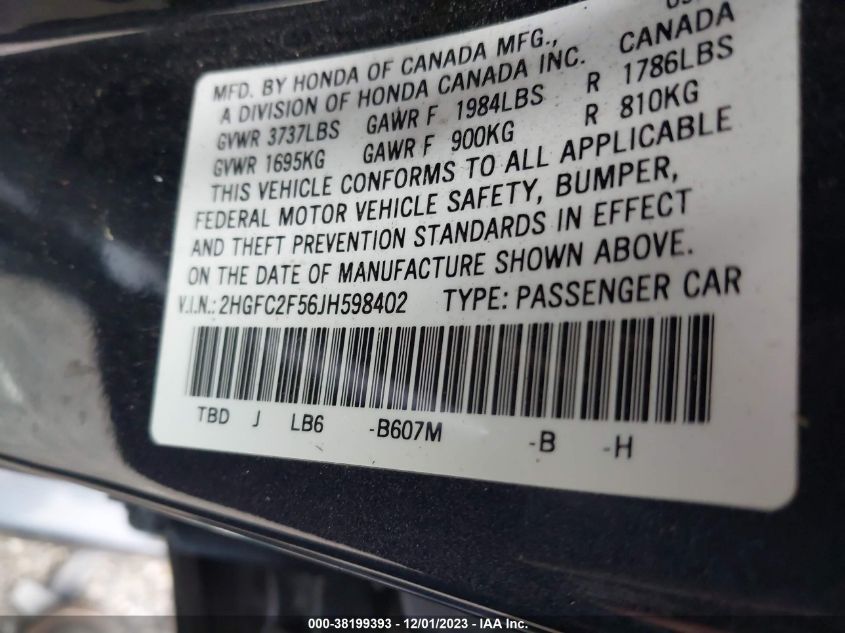 MFD. BY HONDA OF CANADA MFG.,
A DIVISION OF HONDA CANADA INC. CANADA
GVWR 3737LBS GAWR F 1984LBS R 1786LBS
GVWR 1695KG GAWR F 900KG R 810KG
THIS VEHICLE CONFORMS TO ALL APPLICABLE
FEDERAL MOTOR VEHICLE SAFETY, BUMPER,
AND THEFT PREVENTION STANDARDS IN EFFECT
ON THE DATE OF MANUFACTURE SHOWN ABOVE.
V.I.N.: 2HGFC2F56JH598402 TYPE: PASSENGER CAR
TBD J LB6 -B607M -B -H
000-38199393 - 12/01/2023 - IAA Inc.